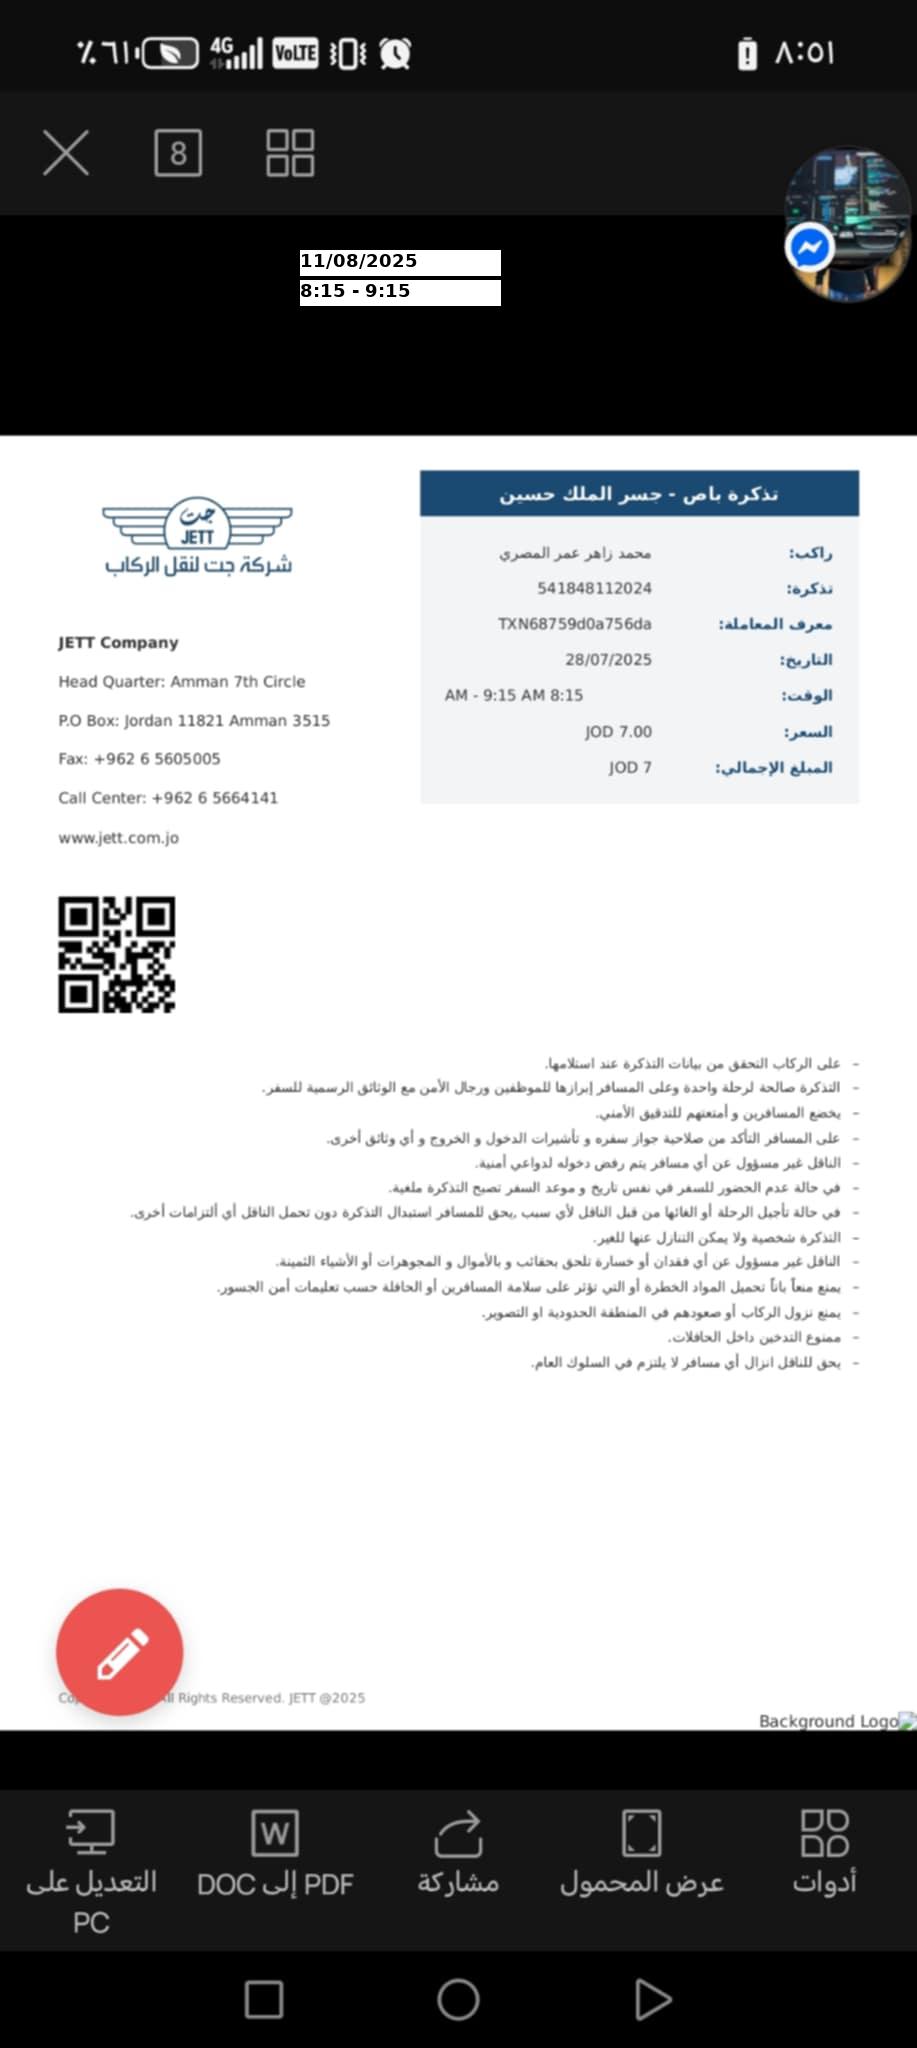 ٪٦١ 4G VoLTE ٨:٥١
8
11/08/2025
8:15 - 9:15
تذكرة باص - جسر الملك حسين
راكب: محمد زاهر عمر المصري
تذكرة: 541848112024
معرف المعاملة: TXN68759d0a756da
التاريخ: 28/07/2025
الوقت: AM - 9:15 AM 8:15
السعر: JOD 7.00
المبلغ الإجمالي: JOD 7
جت
JETT
شركة جت لنقل الركاب
JETT Company
Head Quarter: Amman 7th Circle
P.O Box: Jordan 11821 Amman 3515
Fax: +962 6 5605005
Call Center: +962 6 5664141
www.jett.com.jo
- على الركاب التحقق من بيانات التذكرة عند استلامها.
- التذكرة صالحة لرحلة واحدة وعلى المسافر إبرازها للموظفين ورجال الأمن مع الوثائق الرسمية للسفر.
- يخضع المسافرين و أمتعتهم للتدقيق الأمني.
- على المسافر التأكد من صلاحية جواز سفره و تأشيرات الدخول و الخروج و أي وثائق أخرى.
- الناقل غير مسؤول عن أي مسافر يتم رفض دخوله لدواعي أمنية.
- في حالة عدم الحضور للسفر في نفس تاريخ و موعد السفر تصبح التذكرة ملغية.
- في حالة تأجيل الرحلة أو الغائها من قبل الناقل لأي سبب ,يحق للمسافر استبدال التذكرة دون تحمل الناقل أي ألتزامات أخرى.
- التذكرة شخصية ولا يمكن التنازل عنها للغير.
- الناقل غير مسؤول عن أي فقدان أو خسارة تلحق بحقائب و بالأموال و المجوهرات أو الأشياء الثمينة.
- يمنع منعاً باتاً تحميل المواد الخطرة أو التي تؤثر على سلامة المسافرين أو الحافلة حسب تعليمات أمن الجسور.
- يمنع نزول الركاب أو صعودهم في المنطقة الحدودية او التصوير.
- ممنوع التدخين داخل الحافلات.
- يحق للناقل انزال أي مسافر لا يلتزم في السلوك العام.
Rights Reserved. JETT @2025
Background Logo
أدوات
عرض المحمول
مشاركة
PDF إلى DOC
W
التعديل على
PC